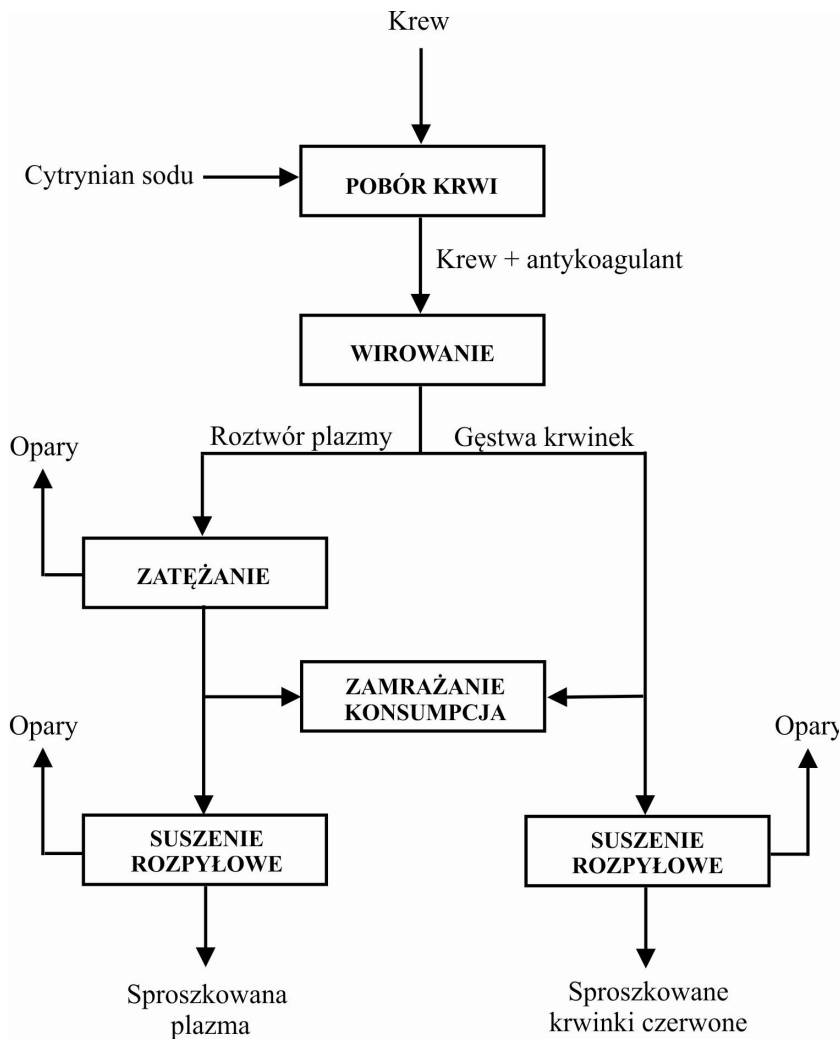 Krew
Cytrynian sodu
POBÓR KRWI
Krew + antykoagulant
WIROWANIE
Roztwór plazmy
Gęstwa krwinek
Opary
ZATĘŻANIE
ZAMRAŻANIE
KONSUMPCJA
Opary
Opary
SUSZENIE
ROZPYŁOWE
SUSZENIE
ROZPYŁOWE
Sproszkowana
plazma
Sproszkowane
krwinki czerwone